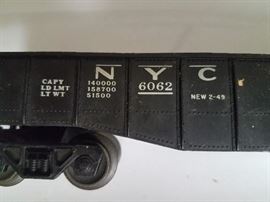 N Y C
6062
CAPY 140000
LD LMT 158700
LT WT 51500
NEW 2-49